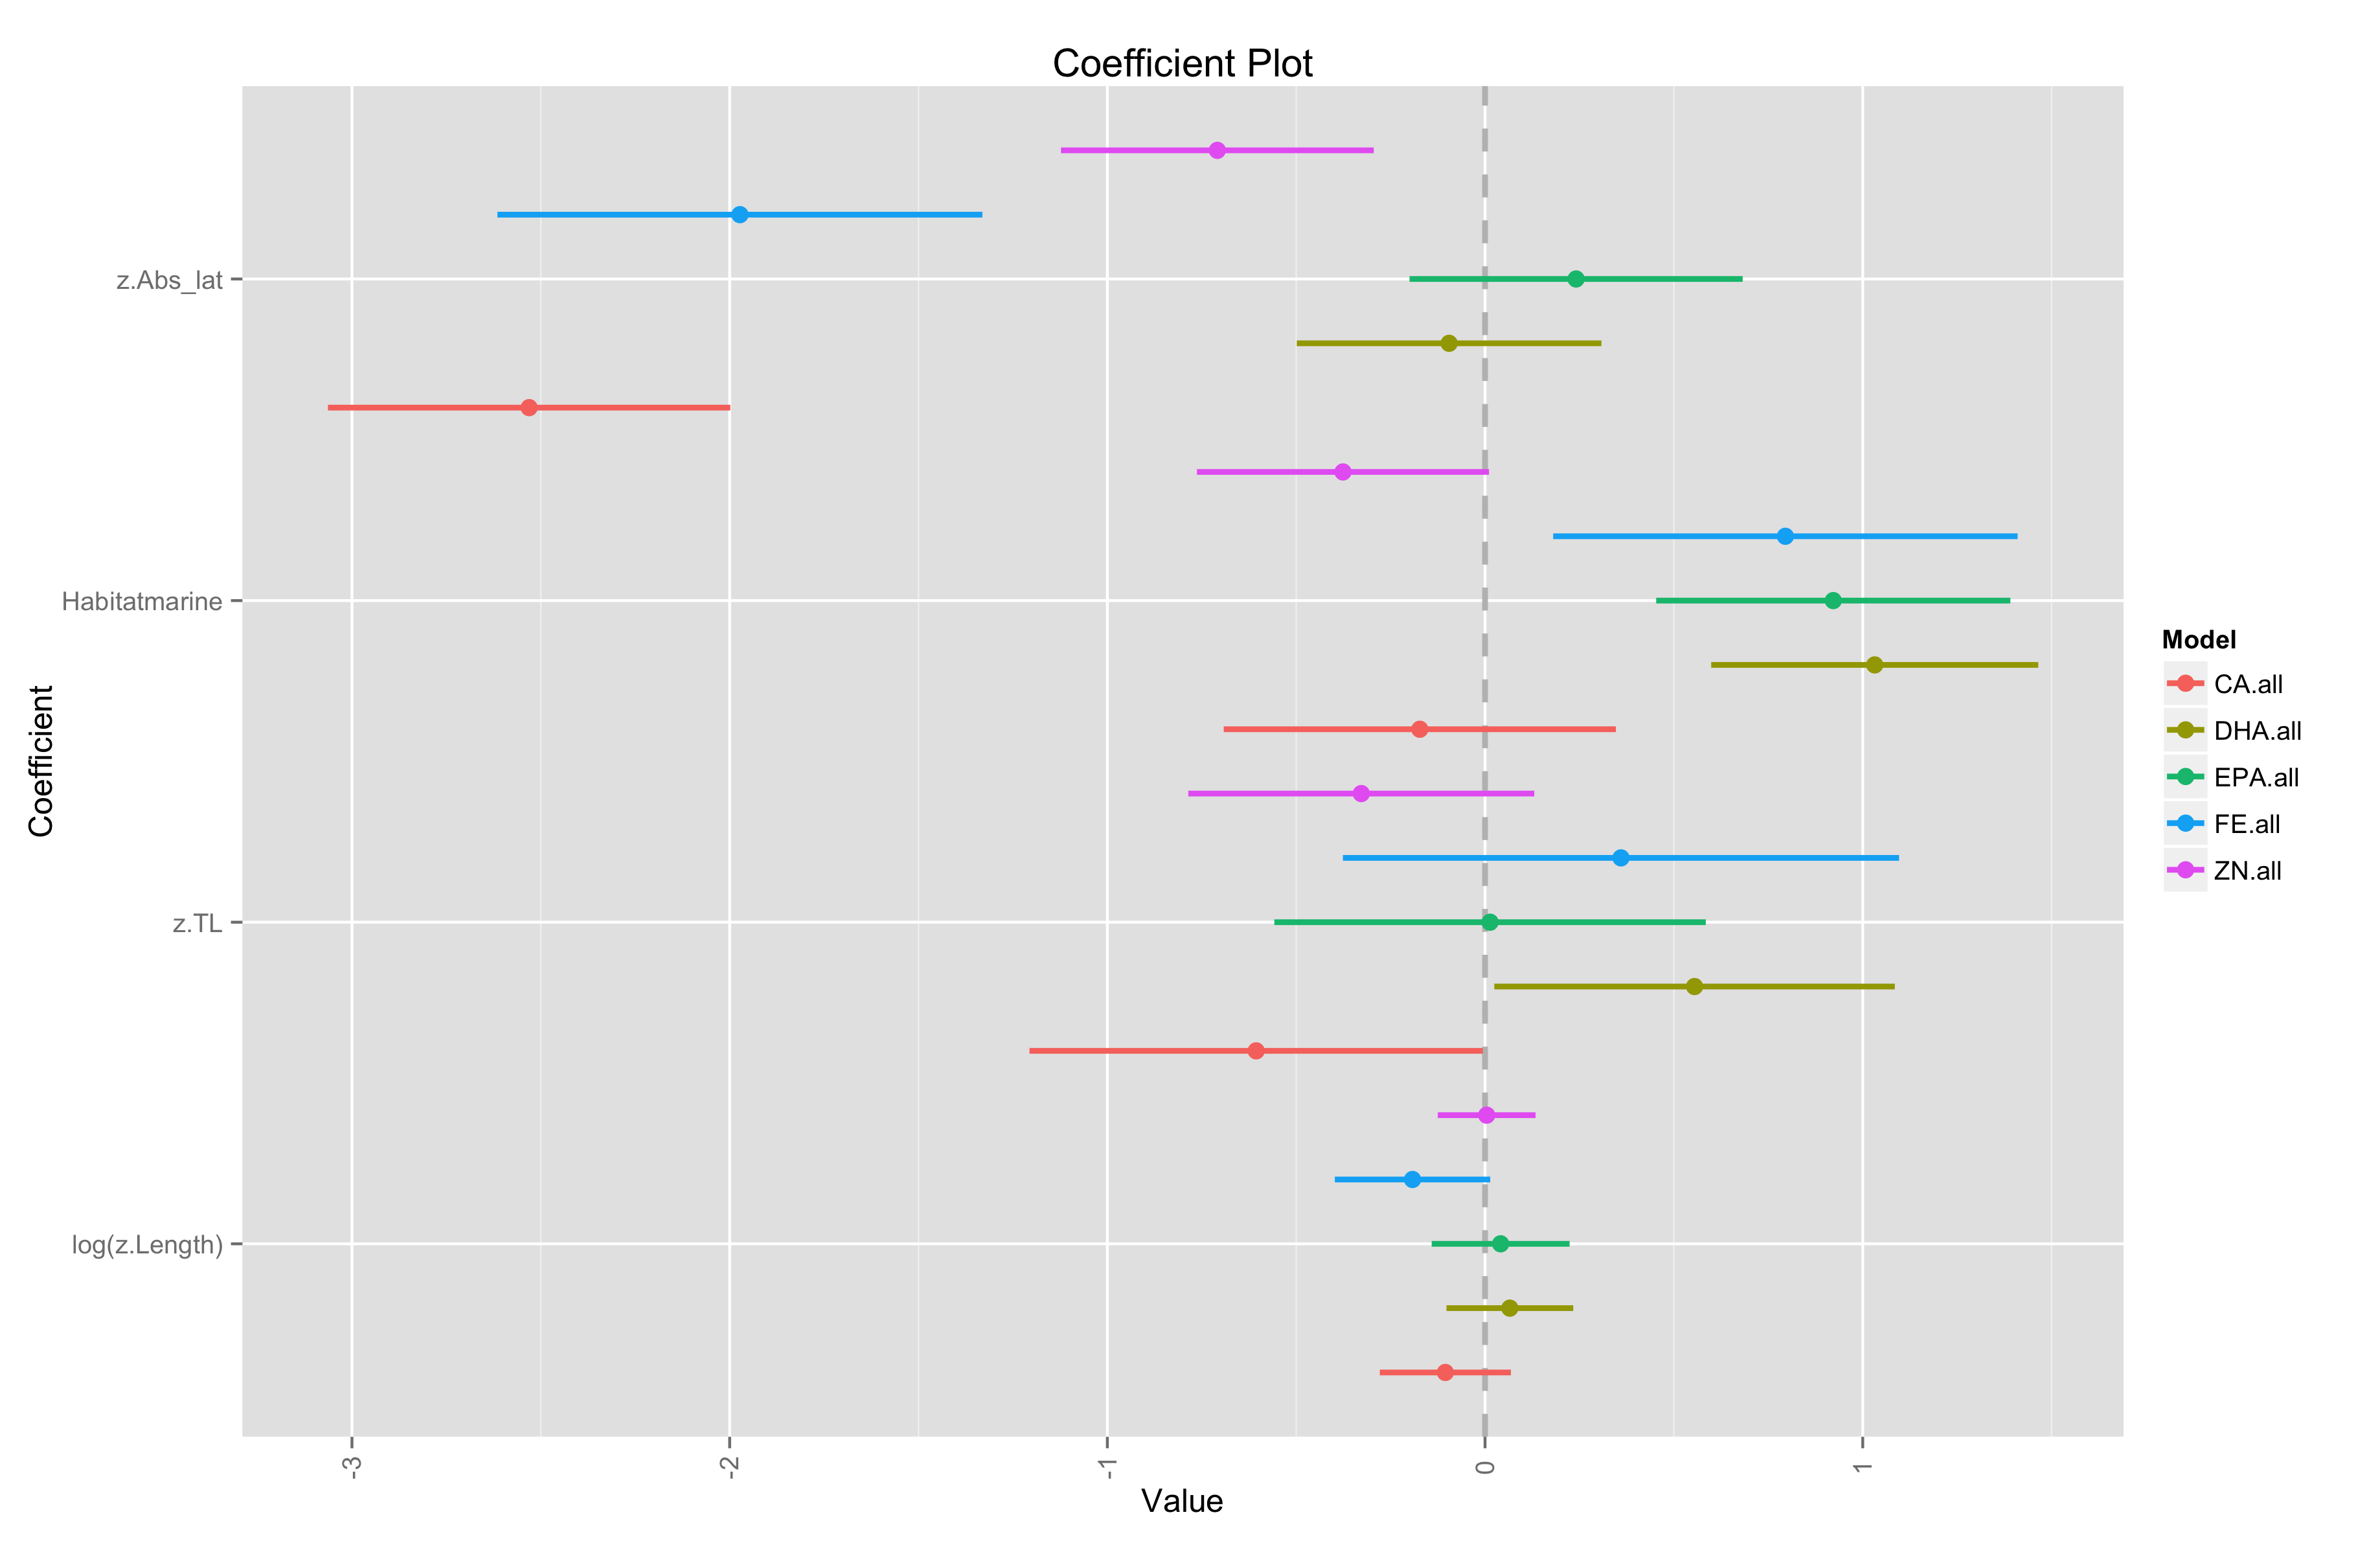 Coefficient Plot
z.Abs_lat
Habitatmarine
z.TL
log(z.Length)
Coefficient
-3
-2
-1
0
1
Value
Model
CA.all
DHA.all
EPA.all
FE.all
ZN.all